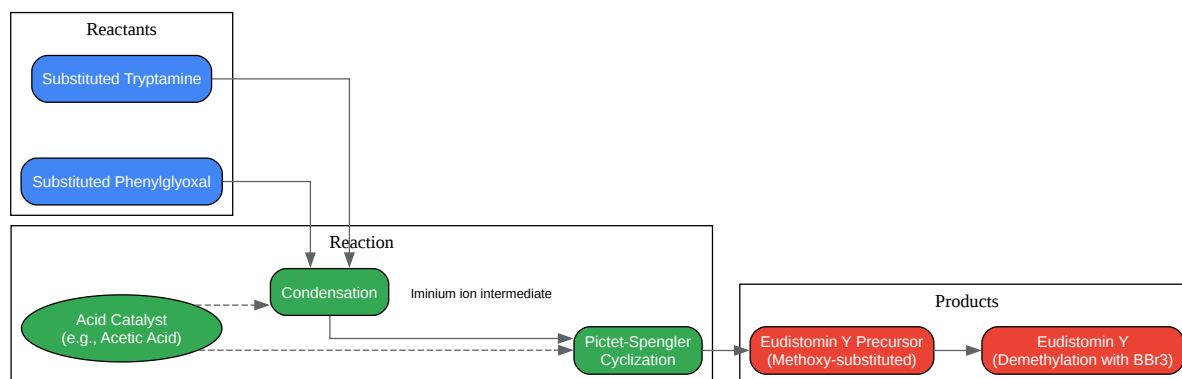 Reactants
Substituted Tryptamine
Substituted Phenylglyoxal
Reaction
Condensation
Iminium ion intermediate
Acid Catalyst
(e.g., Acetic Acid)
Pictet-Spengler
Cyclization
Products
Eudistomin Y Precursor
(Methoxy-substituted)
Eudistomin Y
(Demethylation with BBr3)